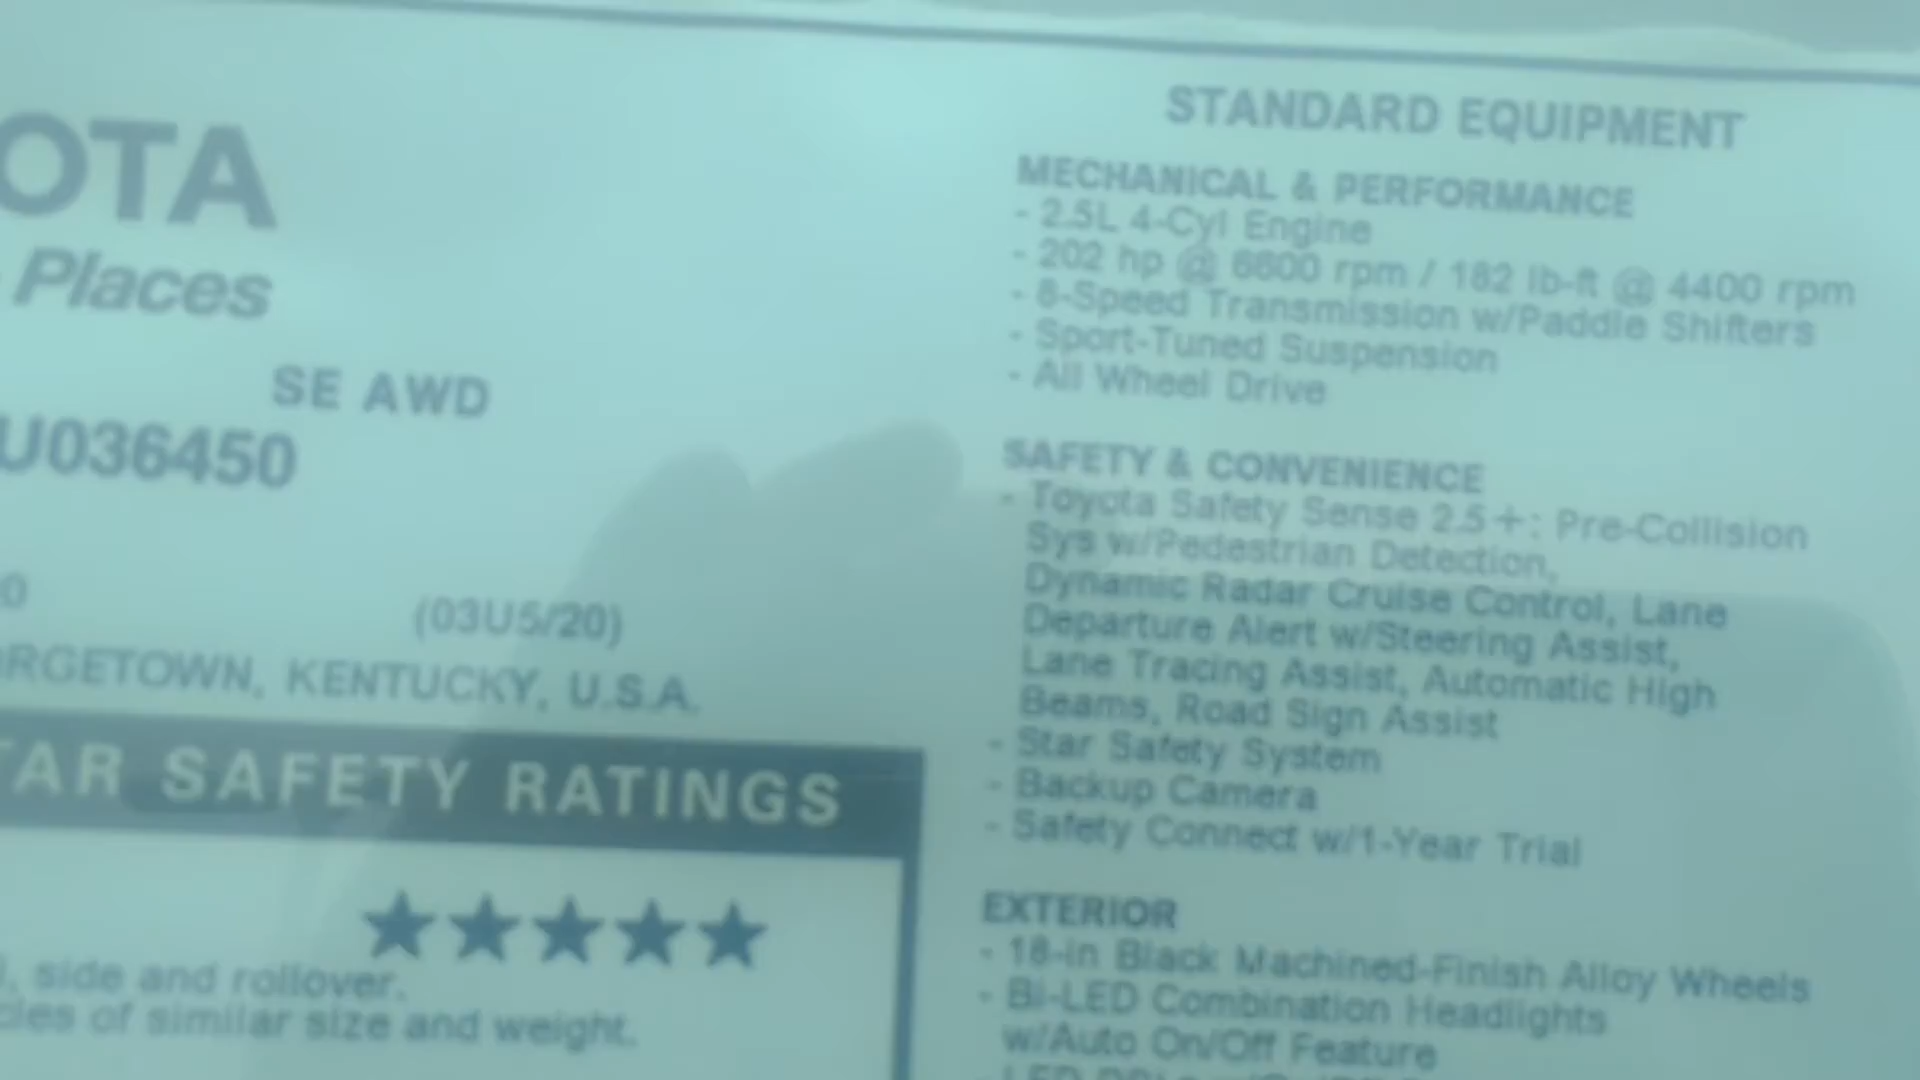 OTA
Places
SE AWD
U036450
0
(03U5/20)
RGETOWN, KENTUCKY, U.S.A.
TAR SAFETY RATINGS
★★★★★
, side and rollover.
cles of similar size and weight.
STANDARD EQUIPMENT
MECHANICAL & PERFORMANCE
- 2.5L 4-Cyl Engine
- 202 hp @ 6600 rpm / 182 lb-ft @ 4400 rpm
- 8-Speed Transmission w/Paddle Shifters
- Sport-Tuned Suspension
- All Wheel Drive
SAFETY & CONVENIENCE
- Toyota Safety Sense 2.5+: Pre-Collision
Sys w/Pedestrian Detection,
Dynamic Radar Cruise Control, Lane
Departure Alert w/Steering Assist,
Lane Tracing Assist, Automatic High
Beams, Road Sign Assist
- Star Safety System
- Backup Camera
- Safety Connect w/1-Year Trial
EXTERIOR
- 18-in Black Machined-Finish Alloy Wheels
- Bi-LED Combination Headlights
w/Auto On/Off Feature